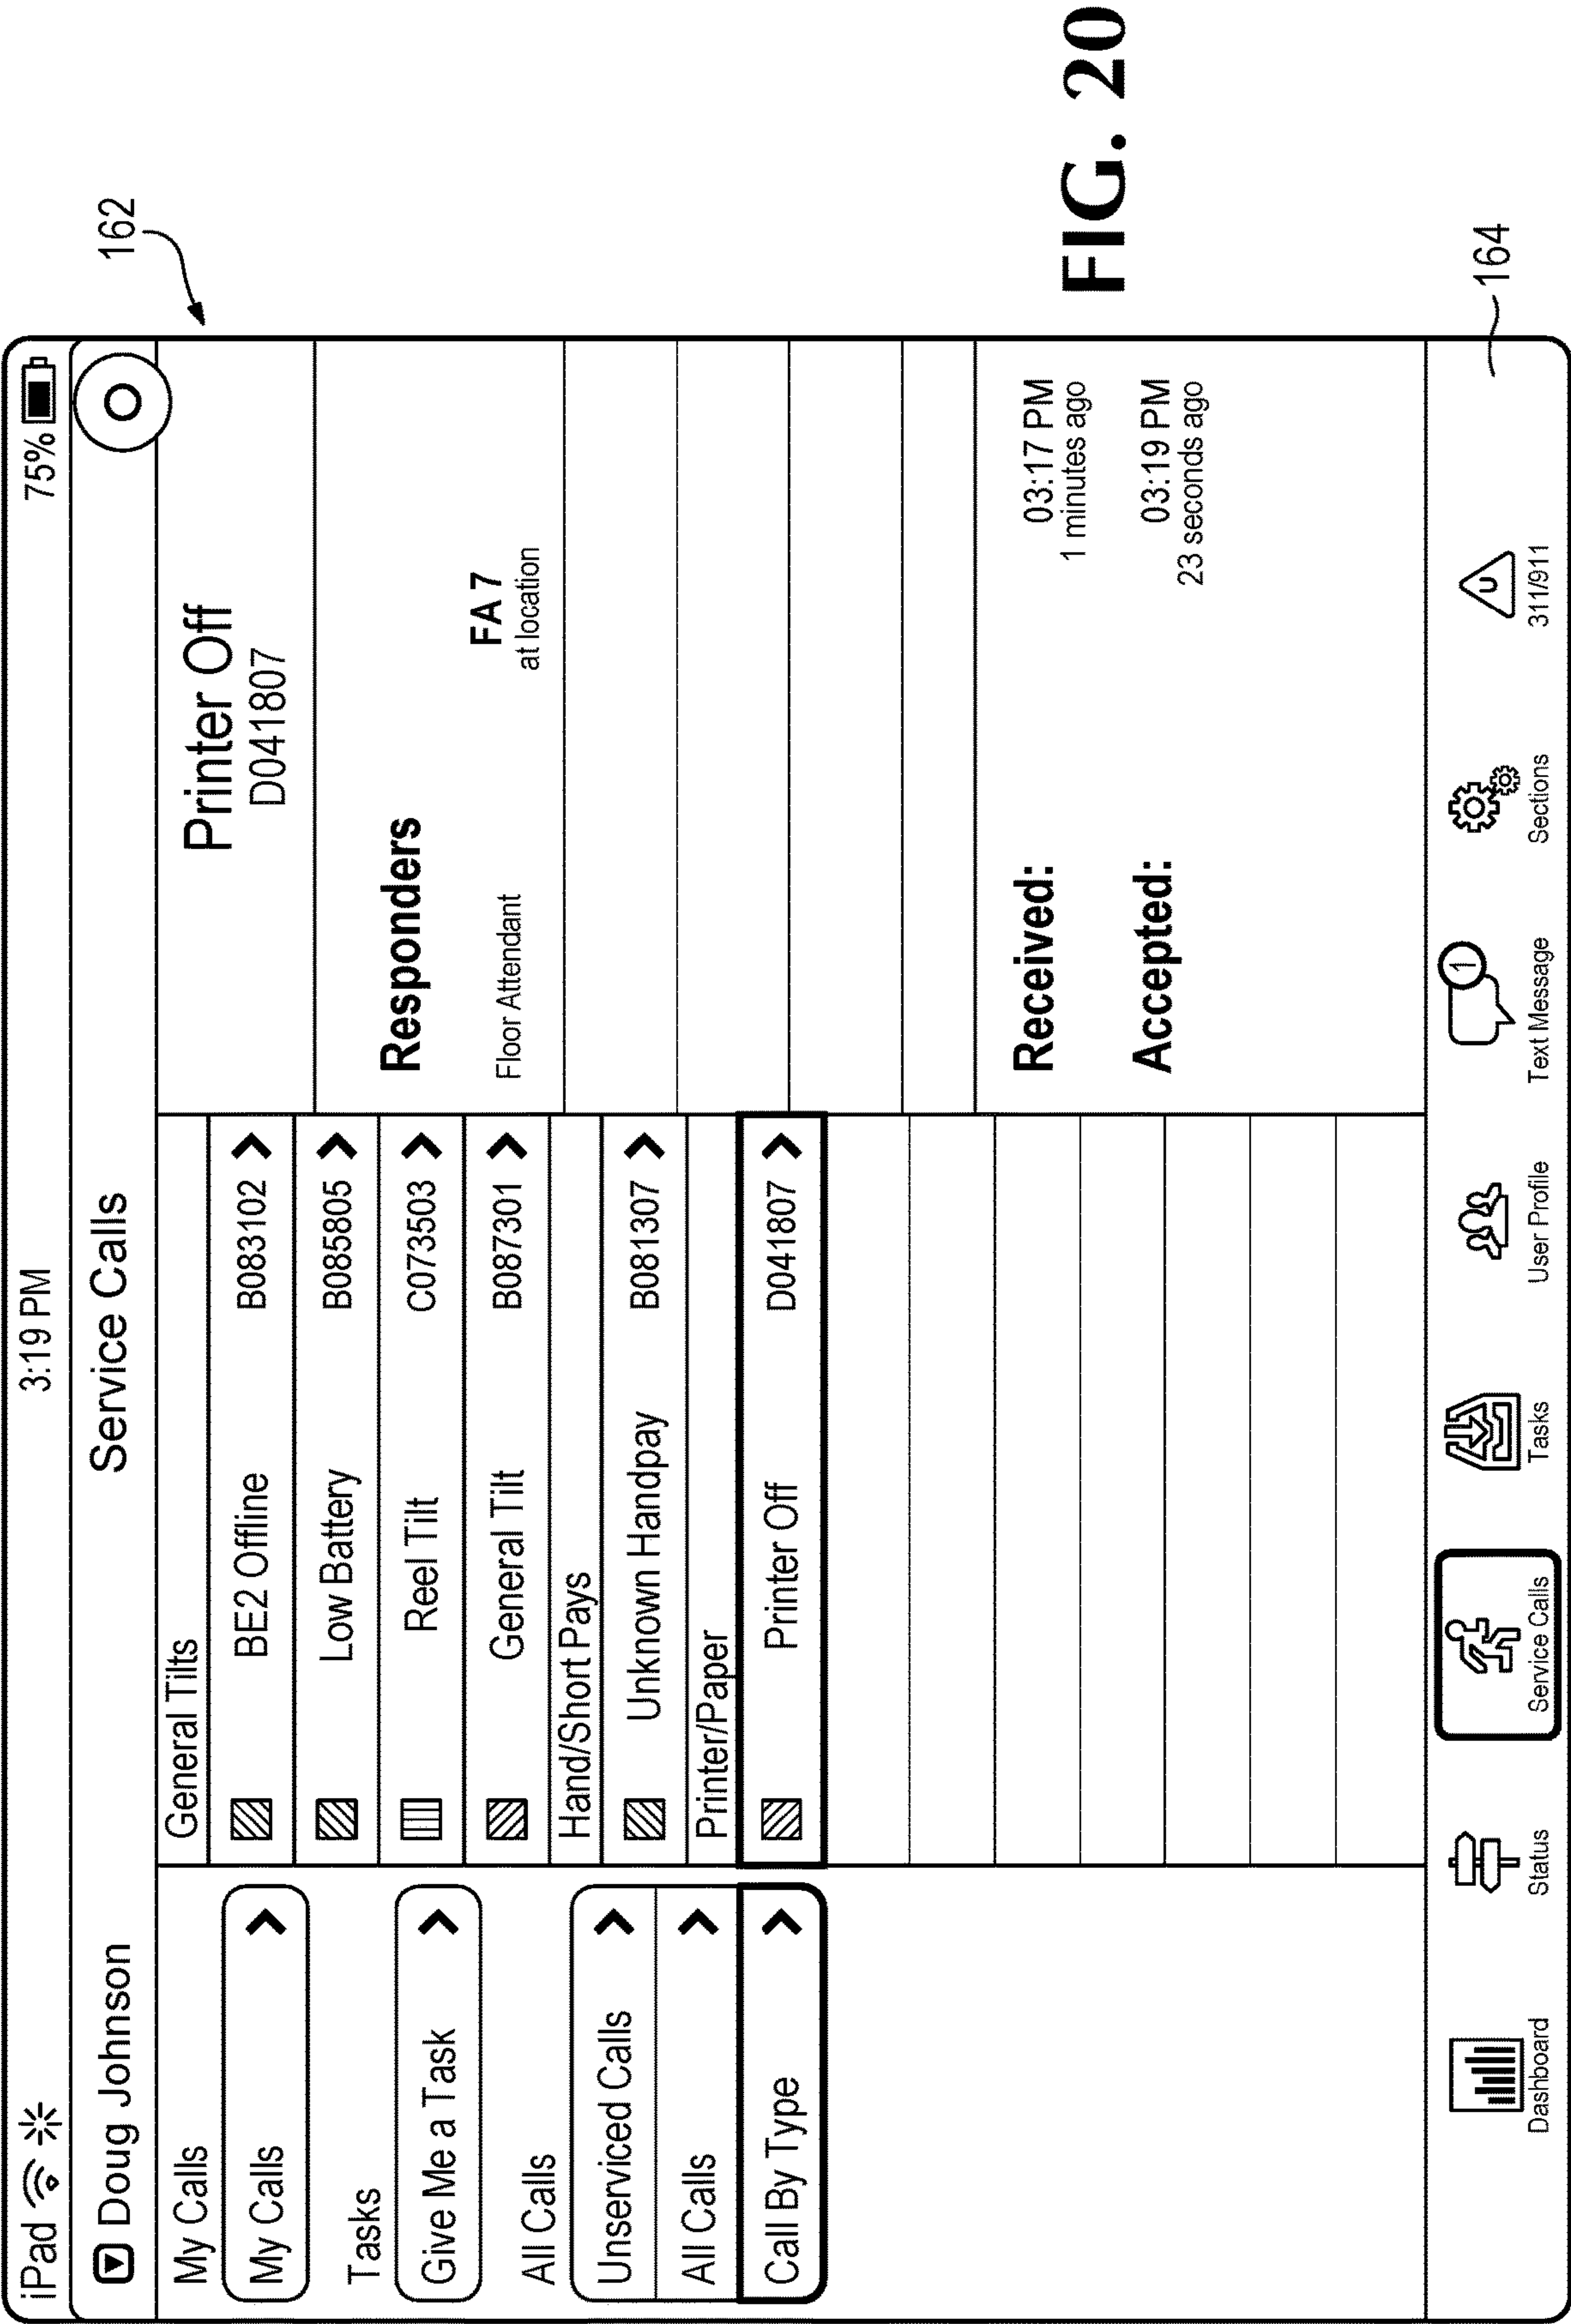 iPad 3:19 PM 75%
Doug Johnson Service Calls
162
My Calls
My Calls
Tasks
Give Me a Task
All Calls
Unserviced Calls
All Calls
Call By Type
General Tilts
BE2 Offline B083102
Low Battery B085805
Reel Tilt C073503
General Tilt B087301
Hand/Short Pays
Unknown Handpay B081307
Printer/Paper
Printer Off D041807
Printer Off
D041807
Responders
Floor Attendant FA 7
at location
Received: 03:17 PM
1 minutes ago
Accepted: 03:19 PM
23 seconds ago
1
Dashboard Status Service Calls Tasks User Profile Text Message Sections 311/911
164
FIG. 20